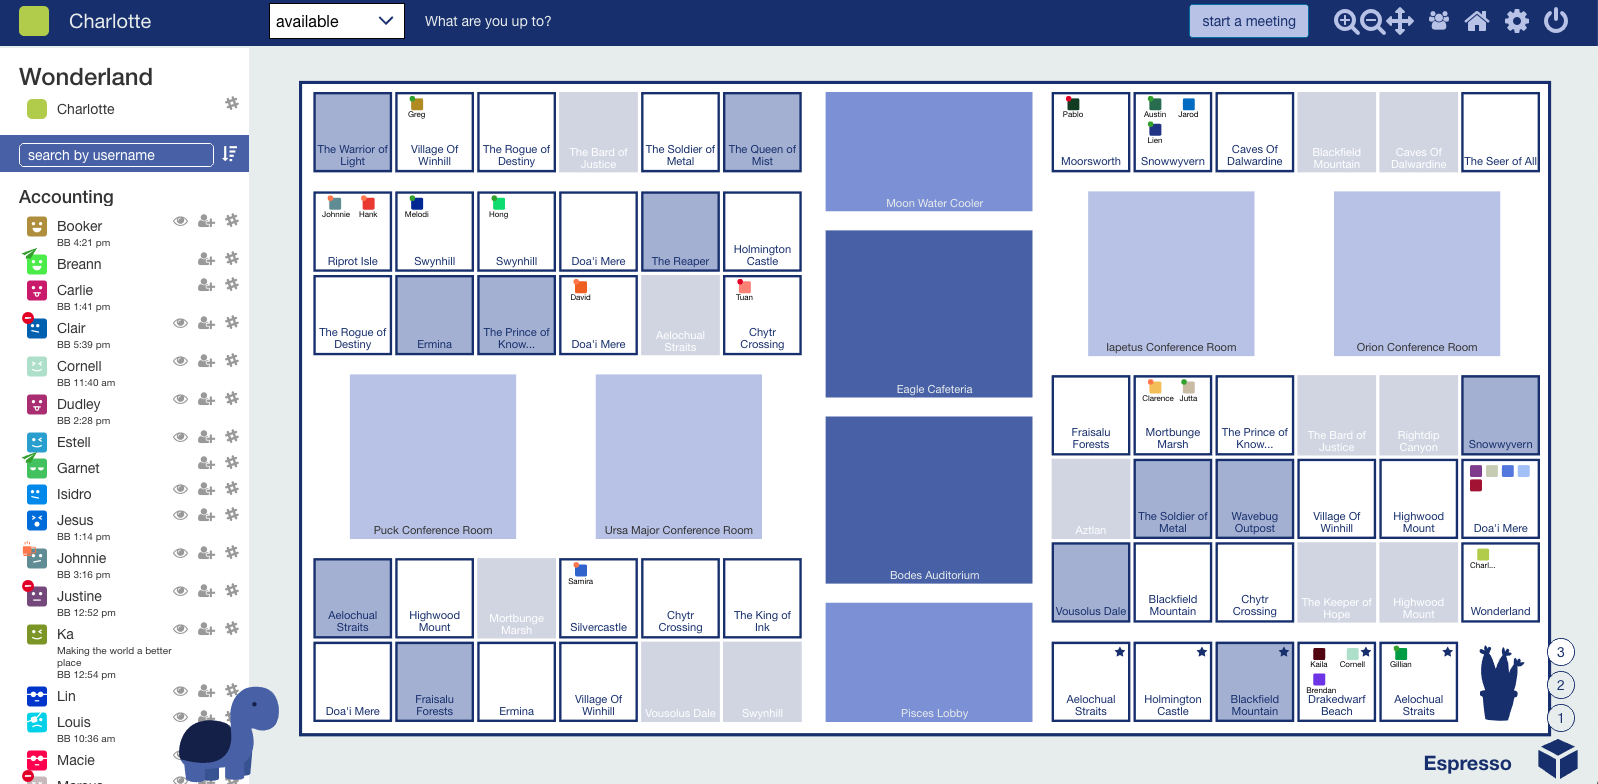 Charlotte
available
What are you up to?
start a meeting
Wonderland
Charlotte
search by username
Accounting
Booker
BB 4:21 pm
Breann
Carlie
BB 1:41 pm
Clair
BB 5:39 pm
Cornell
BB 11:40 am
Dudley
BB 2:28 pm
Estell
Garnet
Isidro
Jesus
BB 1:14 pm
Johnnie
BB 3:16 pm
Justine
BB 12:52 pm
Ka
Making the world a better
place
BB 12:54 pm
Lin
Louis
BB 10:36 am
Macie
The Warrior of
Light
Greg
Village Of
Winhill
The Rogue of
Destiny
The Bard of
Justice
The Soldier of
Metal
The Queen of
Mist
Johnnie
Hank
Riprot Isle
Melodi
Swynhill
Hong
Swynhill
Doa'i Mere
The Reaper
Holmington
Castle
The Rogue of
Destiny
Ermina
The Prince of
Know...
David
Doa'i Mere
Aelochual
Straits
Tuan
Chytr
Crossing
Puck Conference Room
Ursa Major Conference Room
Aelochual
Straits
Highwood
Mount
Mortbunge
Marsh
Samira
Silvercastle
Chytr
Crossing
The King of
Ink
Doa'i Mere
Fraisalu
Forests
Ermina
Village Of
Winhill
Vousolus Dale
Swynhill
Moon Water Cooler
Eagle Cafeteria
Bodes Auditorium
Pisces Lobby
Pablo
Moorsworth
Austin
Jarod
Lien
Snowwyvern
Caves Of
Dalwardine
Blackfield
Mountain
Caves Of
Dalwardine
The Seer of All
Iapetus Conference Room
Orion Conference Room
Fraisalu
Forests
Clarence
Jutta
Mortbunge
Marsh
The Prince of
Know...
The Bard of
Justice
Rightdip
Canyon
Snowwyvern
Aztlan
The Soldier of
Metal
Wavebug
Outpost
Village Of
Winhill
Highwood
Mount
Doa'i Mere
Vousolus Dale
Blackfield
Mountain
Chytr
Crossing
The Keeper of
Hope
Highwood
Mount
Charl...
Wonderland
Aelochual
Straits
Holmington
Castle
Blackfield
Mountain
Kaila
Cornell
Brendan
Drakedwarf
Beach
Gillian
Aelochual
Straits
3
2
1
Espresso